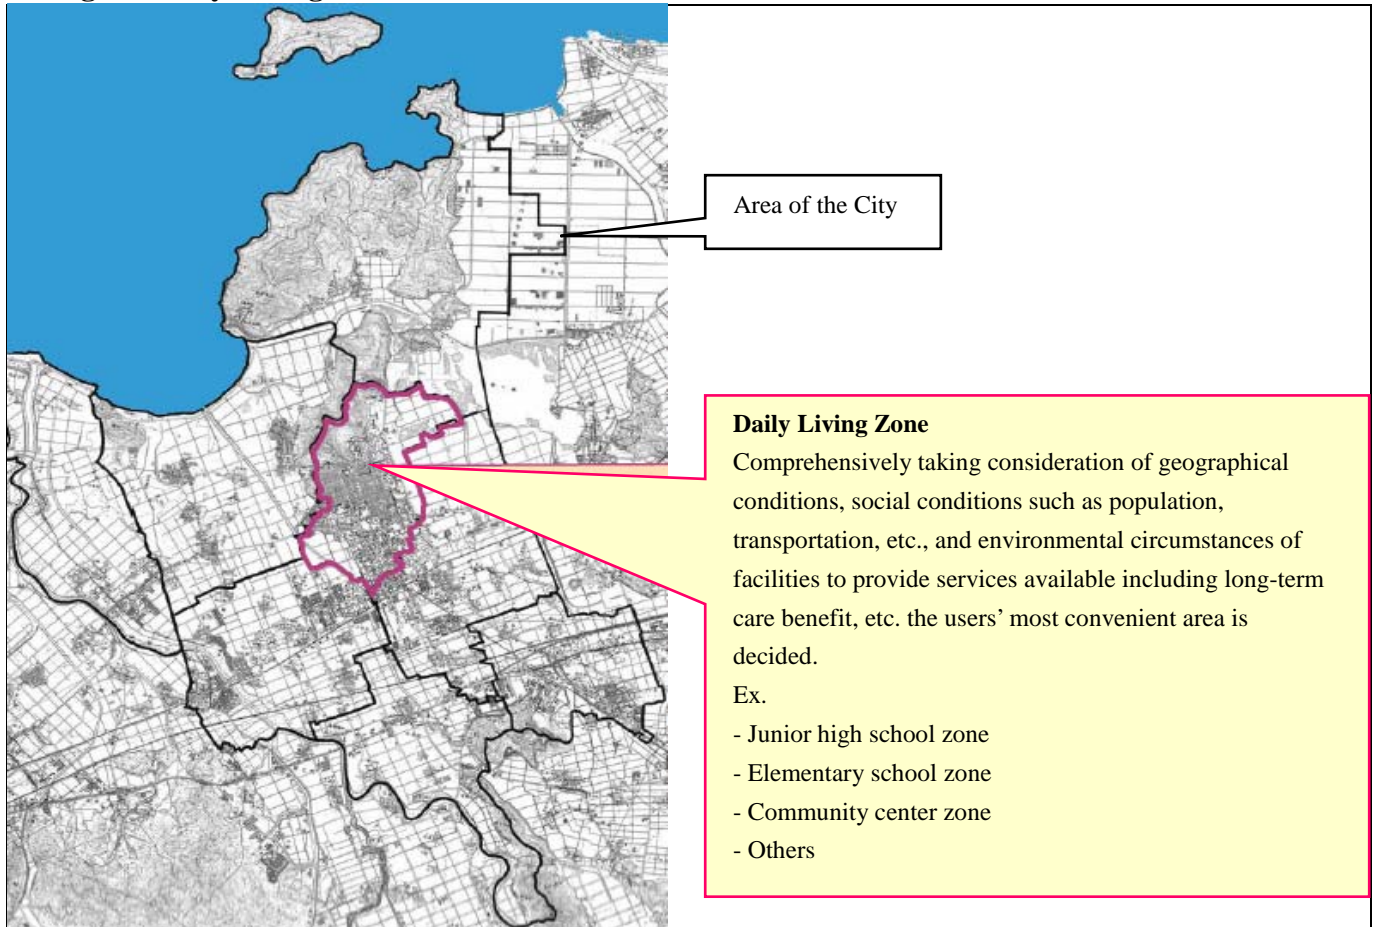 Area of the City
Daily Living Zone
Comprehensively taking consideration of geographical
conditions, social conditions such as population,
transportation, etc., and environmental circumstances of
facilities to provide services available including long-term
care benefit, etc. the users’ most convenient area is
decided.
Ex.
- Junior high school zone
- Elementary school zone
- Community center zone
- Others